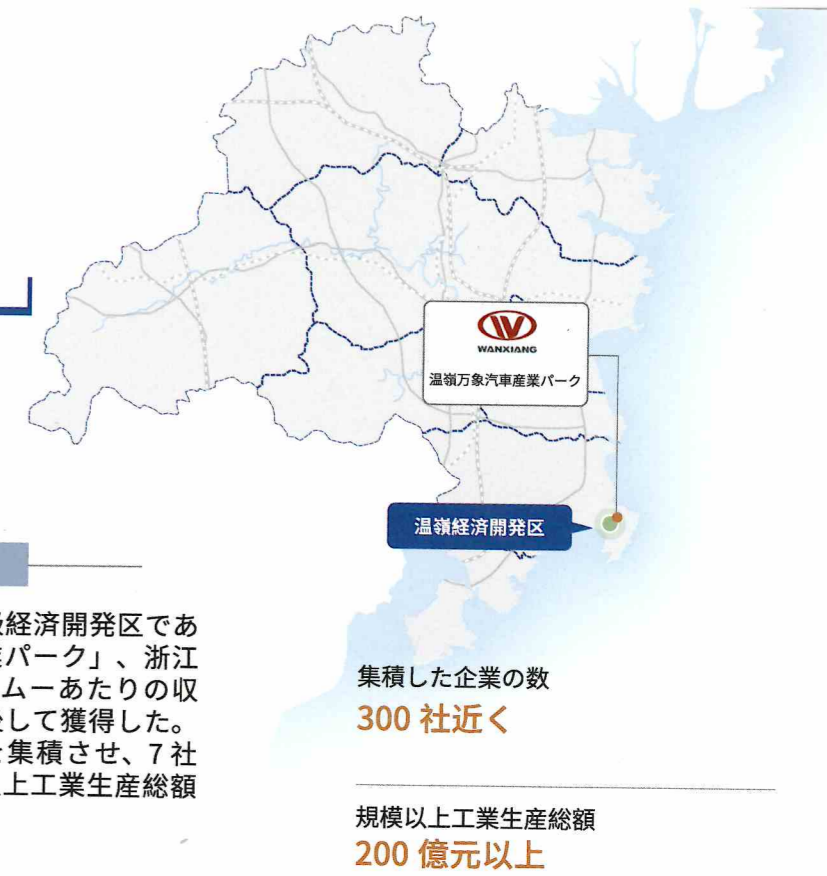 WANXIANG
温嶺万象汽車産業パーク
温嶺経済開発区
級経済開発区であ
業パーク」、浙江
ムーあたりの収
して獲得した。
を集積させ、7 社
上工業生産総額
集積した企業の数
300 社近く
規模以上工業生産総額
200 億元以上